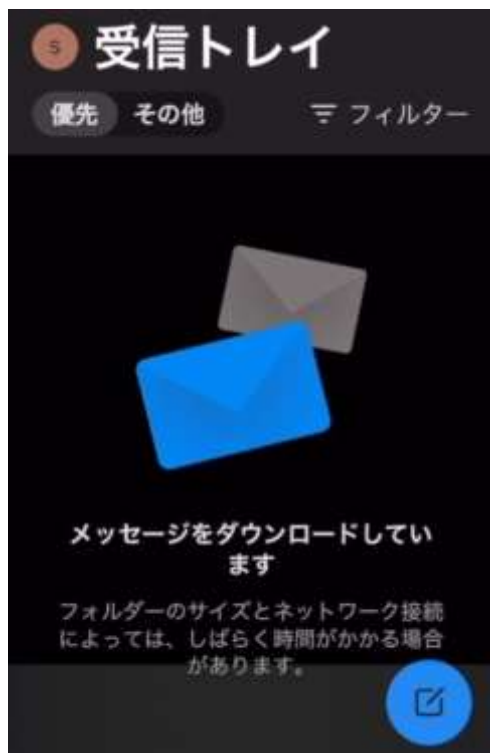 S
受信トレイ
優先 その他 フィルター
メッセージをダウンロードしてい
ます
フォルダーのサイズとネットワーク接続
によっては、しばらく時間がかかる場合
があります。